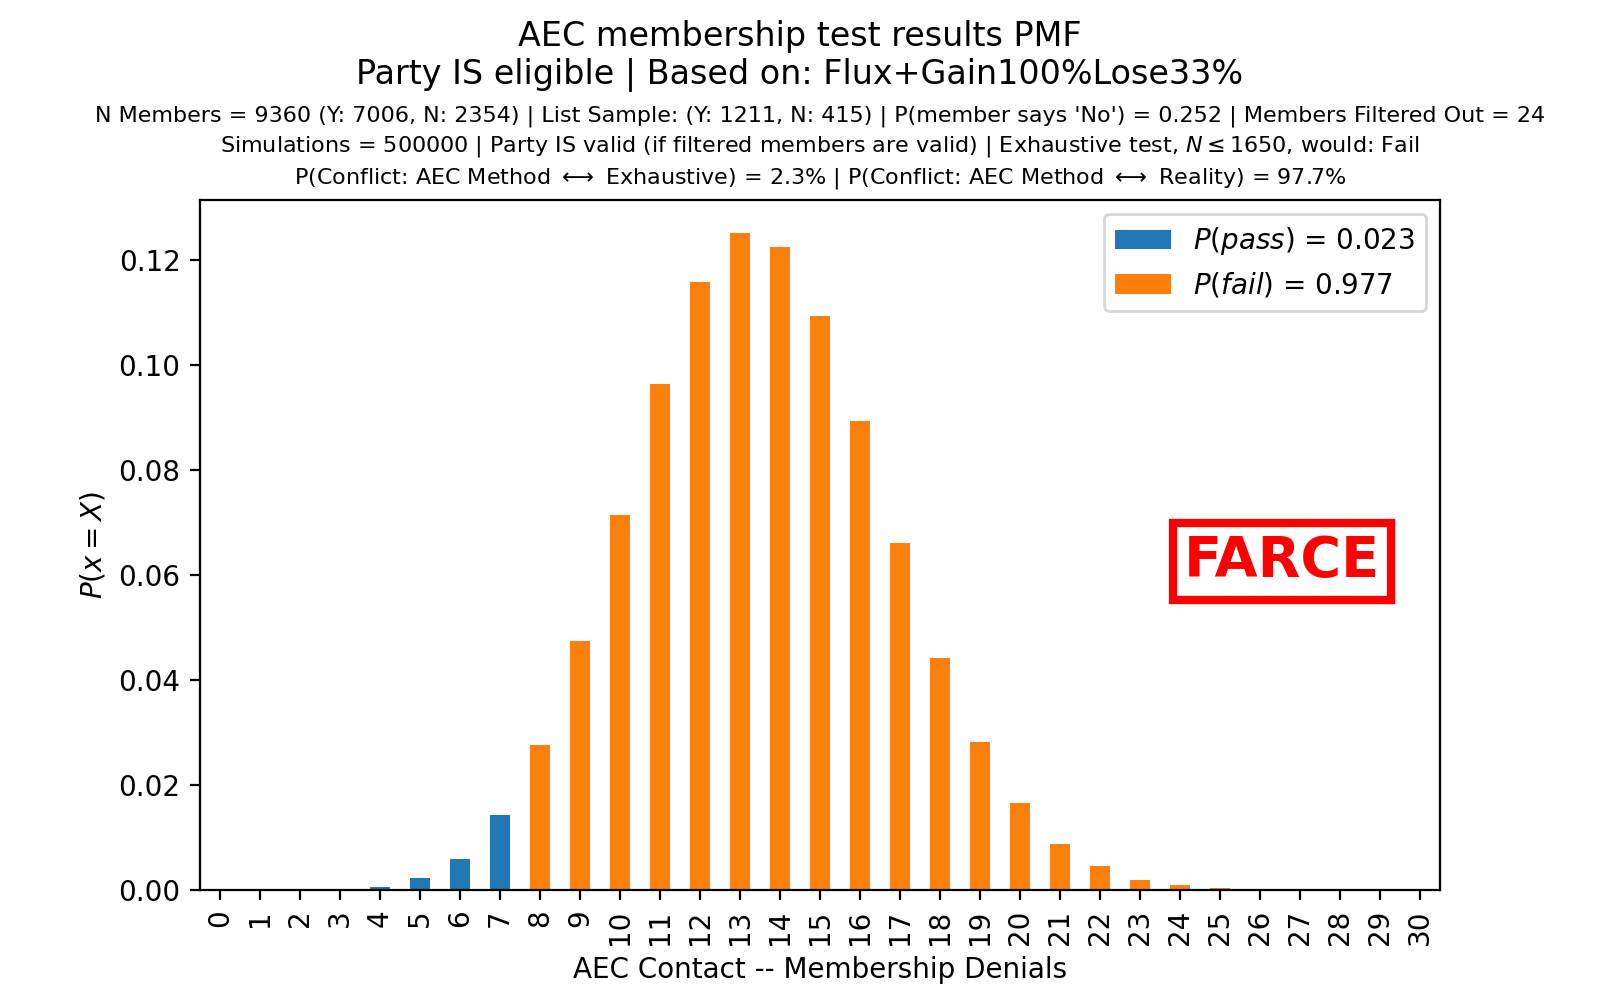 AEC membership test results PMF
Party IS eligible | Based on: Flux+Gain100%Lose33%
N Members = 9360 (Y: 7006, N: 2354) | List Sample: (Y: 1211, N: 415) | P(member says 'No') = 0.252 | Members Filtered Out = 24
Simulations = 500000 | Party IS valid (if filtered members are valid) | Exhaustive test, N ≤ 1650, would: Fail
P(Conflict: AEC Method ⟷ Exhaustive) = 2.3% | P(Conflict: AEC Method ⟷ Reality) = 97.7%
P(pass) = 0.023
P(fail) = 0.977
0.12
0.10
0.08
0.06
0.04
0.02
0.00
P(x = X)
FARCE
0 1 2 3 4 5 6 7 8 9 10 11 12 13 14 15 16 17 18 19 20 21 22 23 24 25 26 27 28 29 30
AEC Contact -- Membership Denials